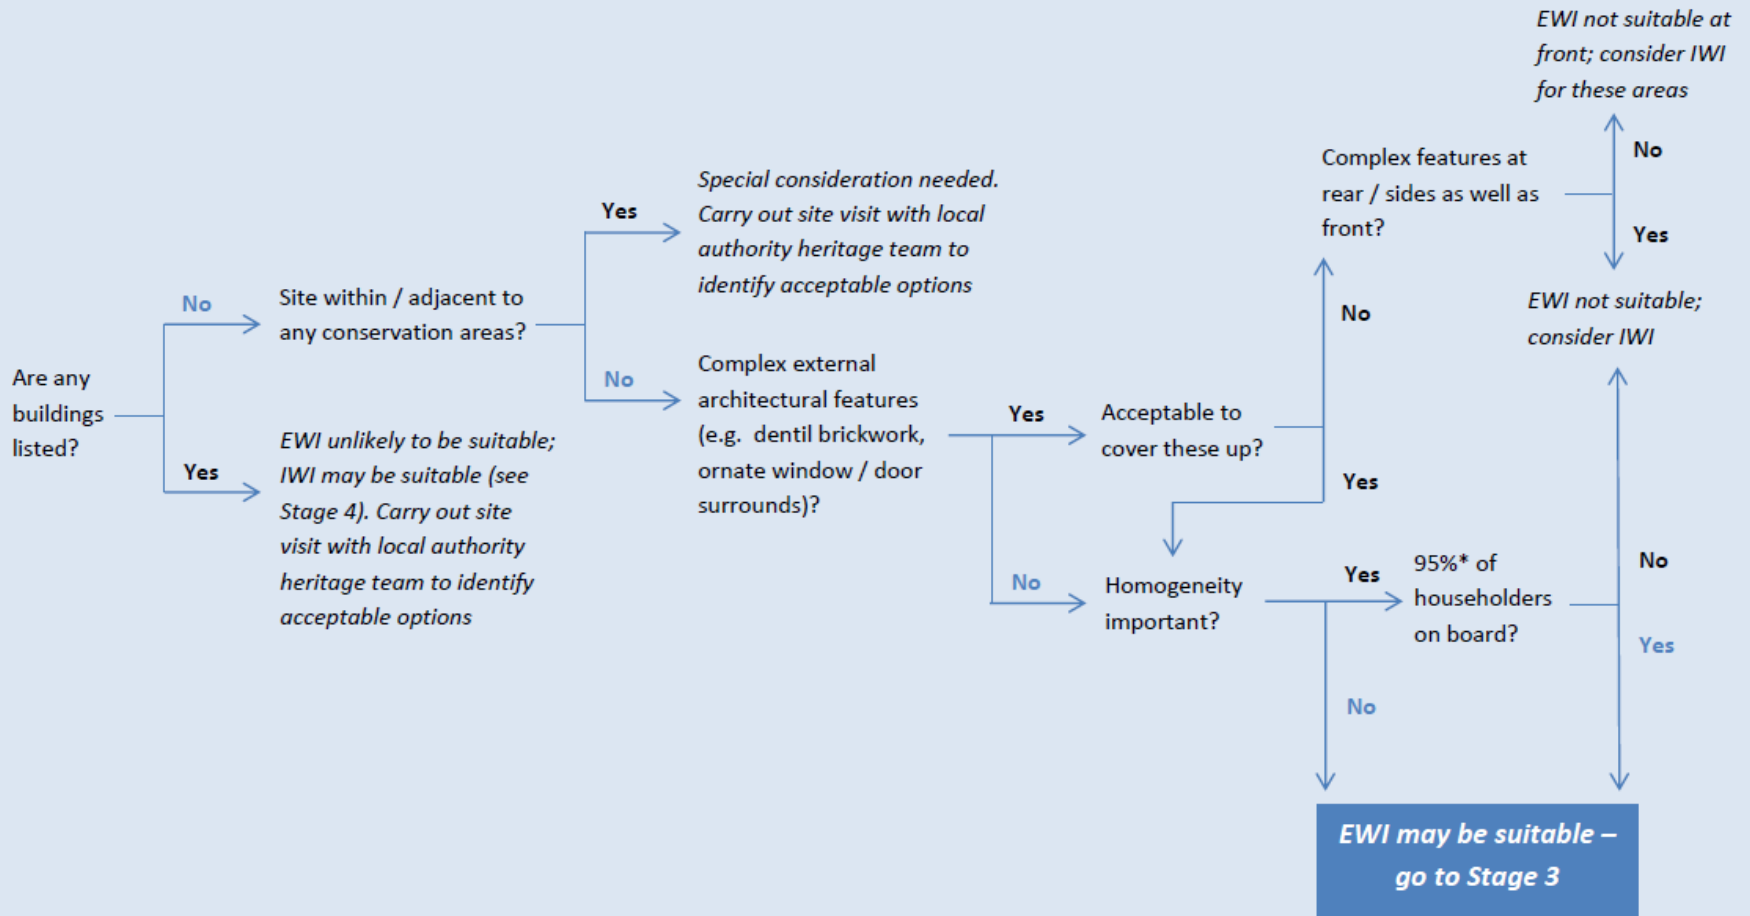 Are any
buildings
listed?
No
Yes
Site within / adjacent to
any conservation areas?
EWI unlikely to be suitable;
IWI may be suitable (see
Stage 4). Carry out site
visit with local authority
heritage team to identify
acceptable options
Yes
No
Special consideration needed.
Carry out site visit with local
authority heritage team to
identify acceptable options
Complex external
architectural features
(e.g. dentil brickwork,
ornate window / door
surrounds)?
Yes
No
Acceptable to
cover these up?
No
Yes
Homogeneity
important?
Complex features at
rear / sides as well as
front?
No
Yes
EWI not suitable at
front; consider IWI
for these areas
EWI not suitable;
consider IWI
Yes
No
95%* of
householders
on board?
No
Yes
EWI may be suitable –
go to Stage 3